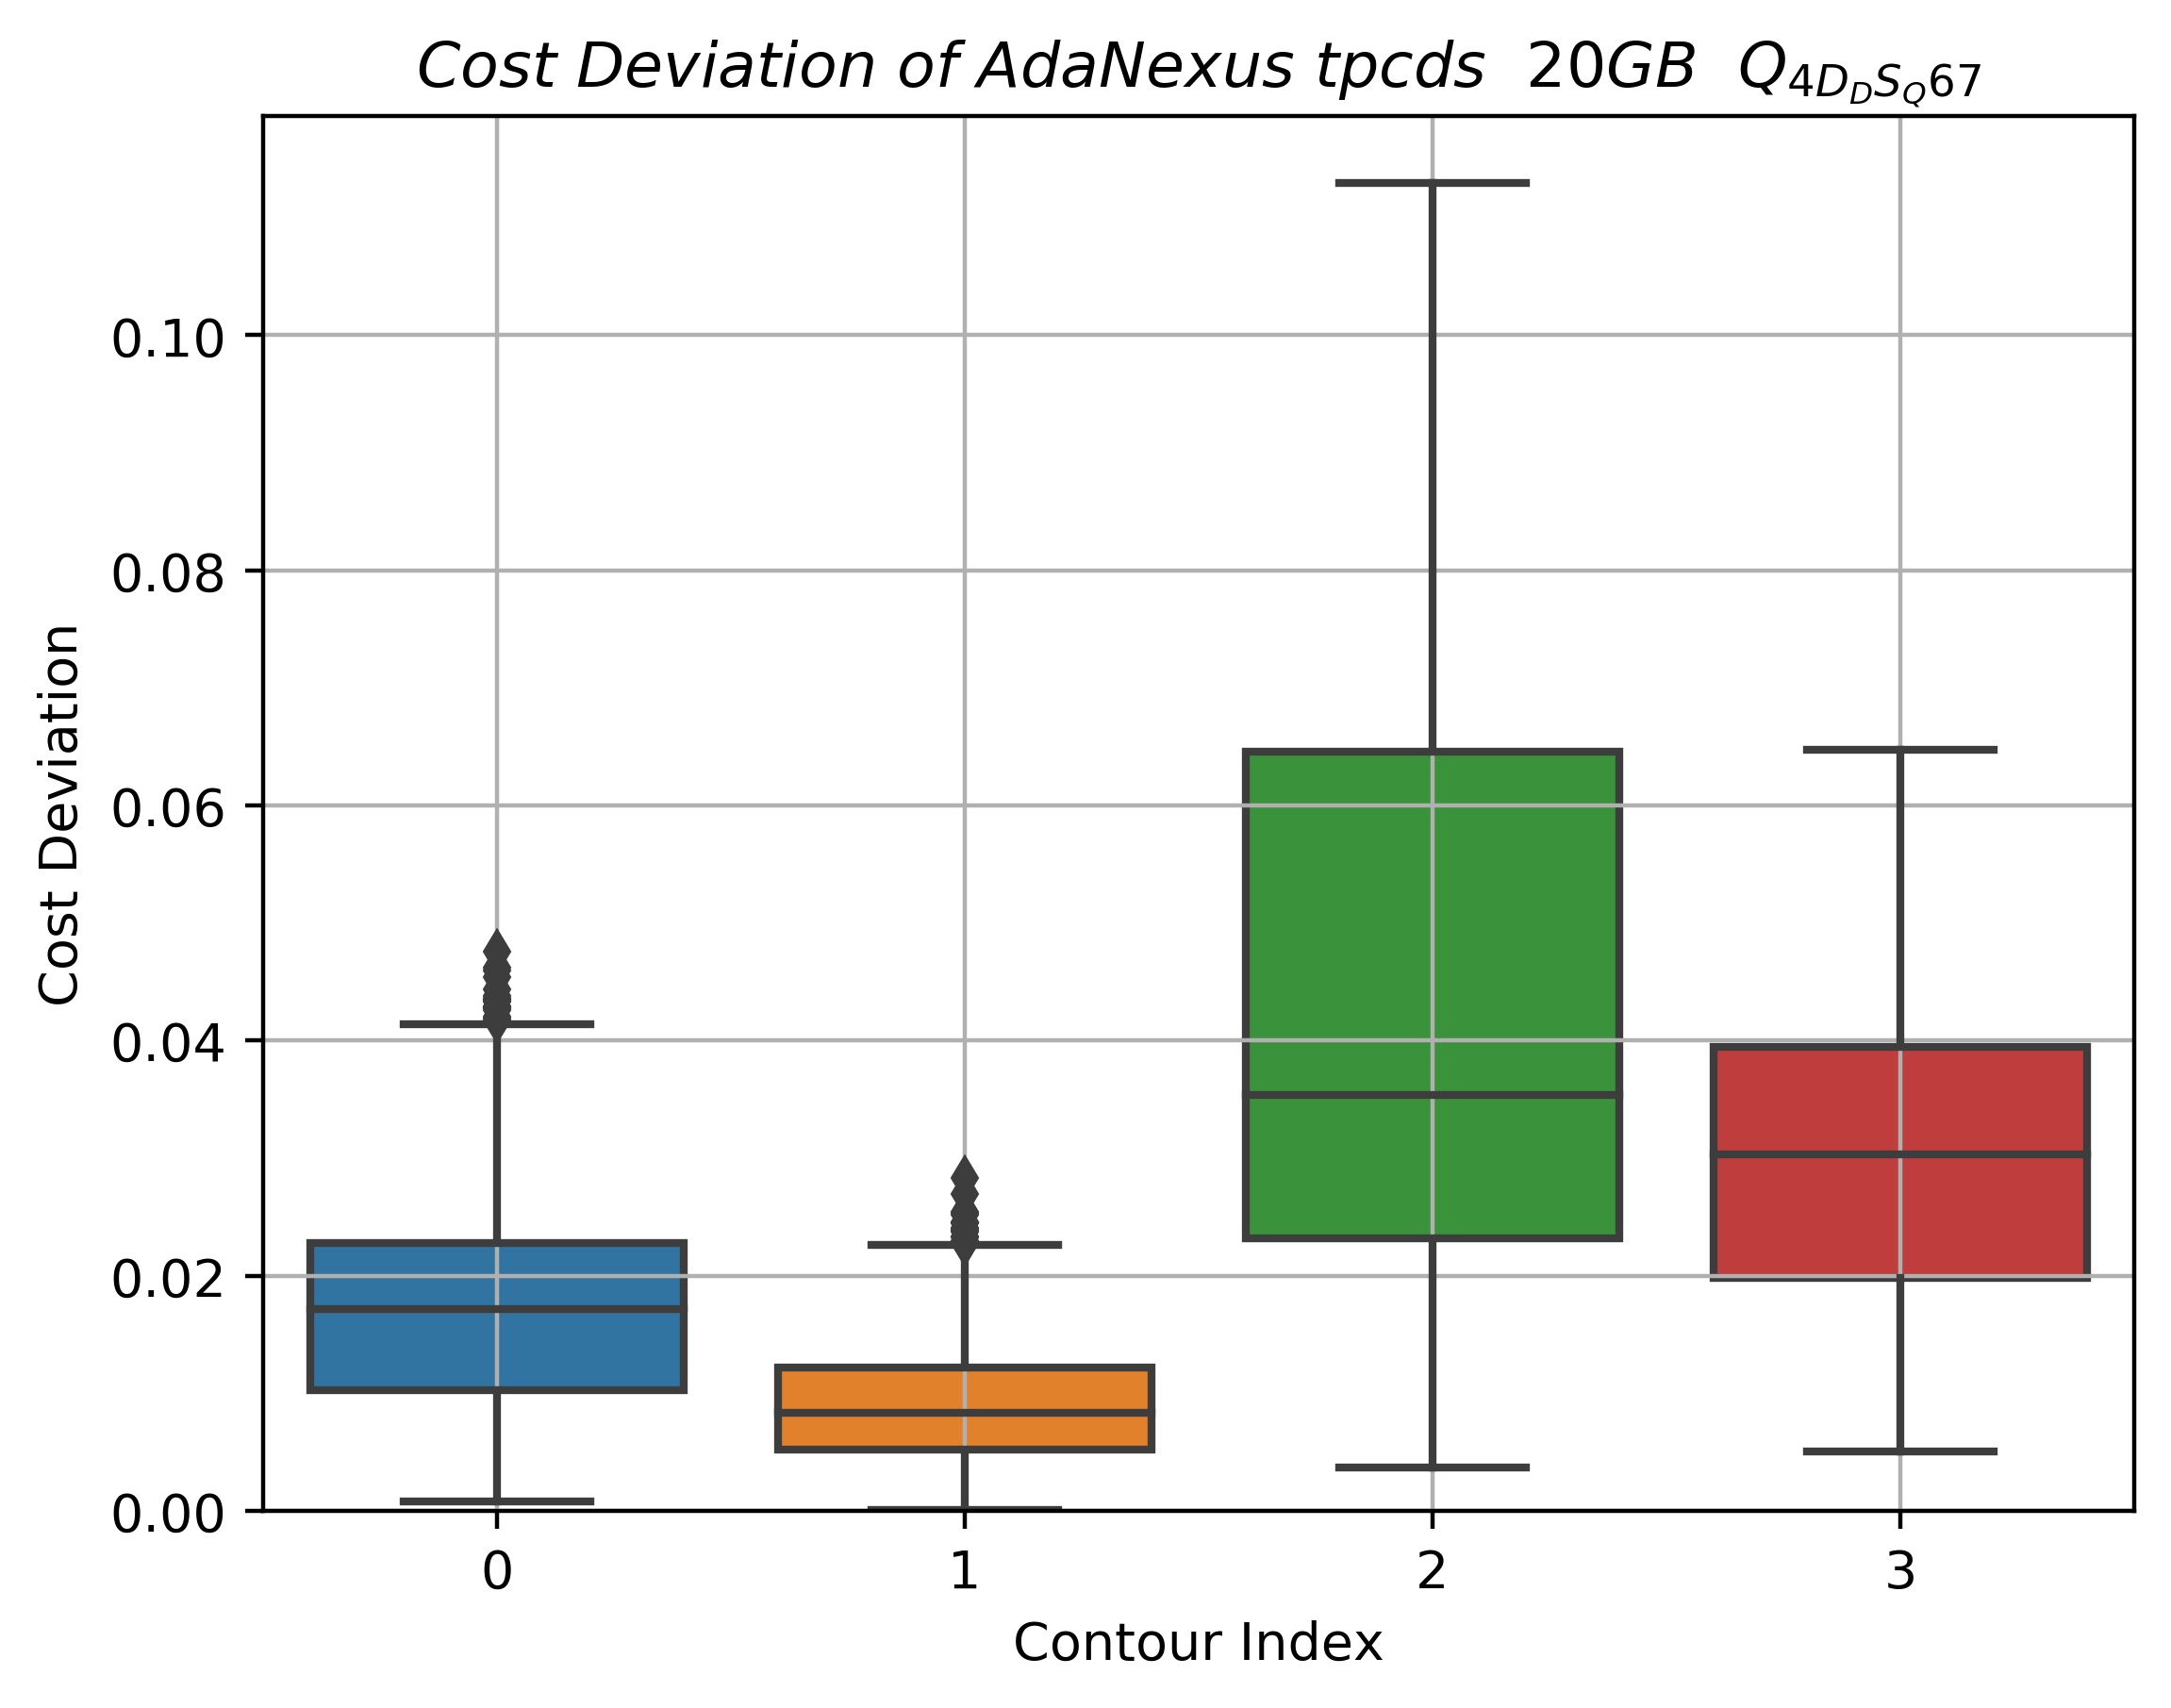 Cost Deviation of AdaNexus tpcds 20GB Q4DDSQ67
0.10
0.08
0.06
0.04
0.02
0.00
Cost Deviation
0 1 2 3
Contour Index